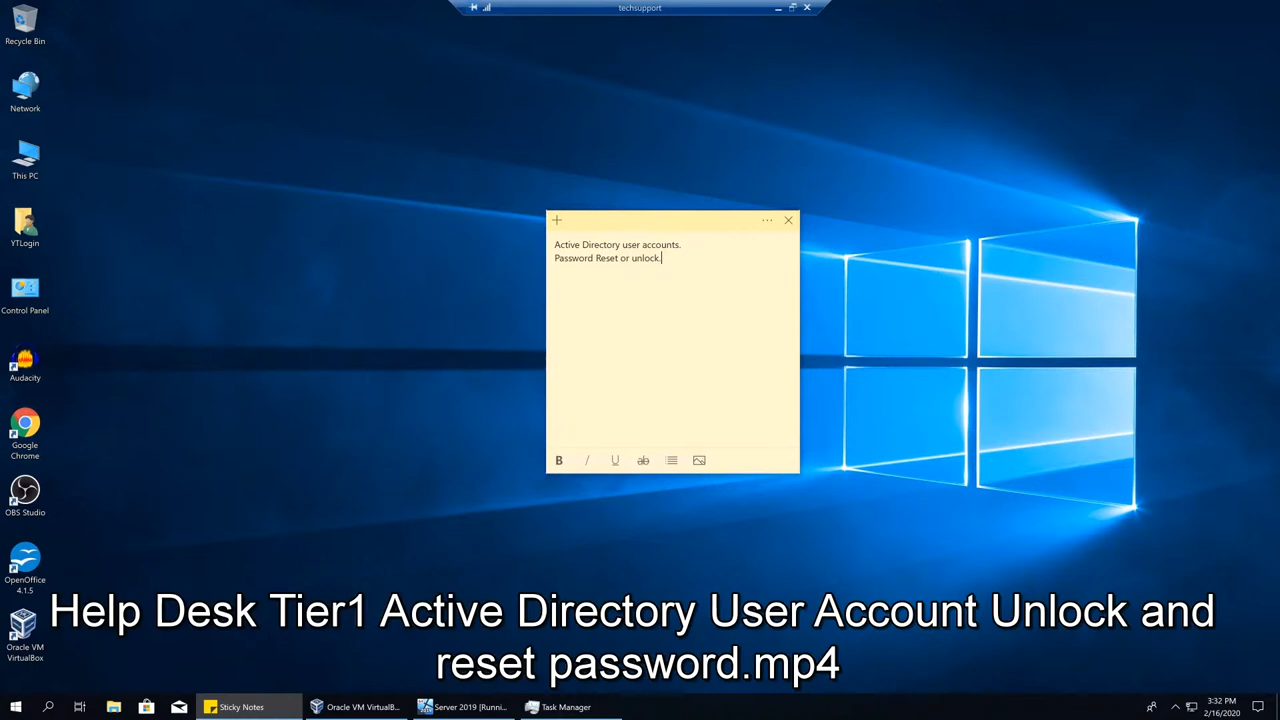 techsupport
Recycle Bin
Network
This PC
YTLogin
Control Panel
Audacity
Google
Chrome
OBS Studio
OpenOffice
4.1.5
Oracle VM
VirtualBox
Active Directory user accounts.
Password Reset or unlock.
B / U ab
Help Desk Tier1 Active Directory User Account Unlock and
reset password.mp4
Sticky Notes
Oracle VM VirtualB...
Server 2019 [Runni...
Task Manager
3:32 PM
2/16/2020